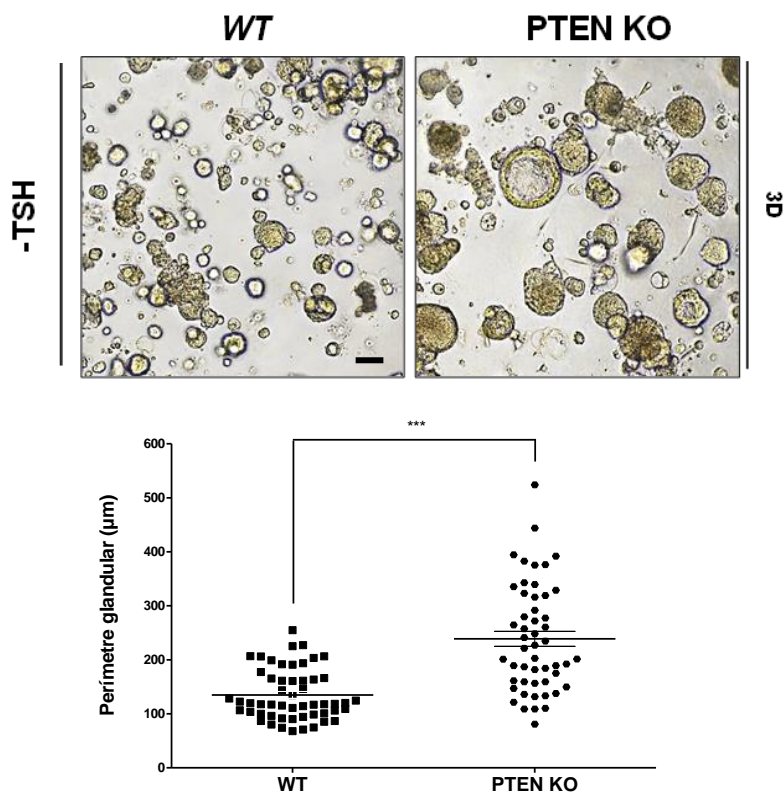 WT
PTEN KO
-TSH
3D
***
Perímetre glandular (µm)
600
500
400
300
200
100
0
WT
PTEN KO